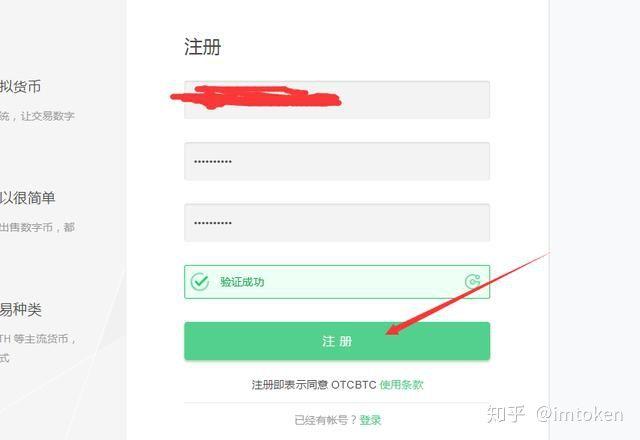 注册
拟货币
统，让交易数字
••••••••••
以很简单
••••••••••
出售数字币，都
验证成功
易种类
TH 等主流货币，
式
注 册
注册即表示同意 OTCBTC 使用条款
已经有帐号？登录
知乎 @imtoken